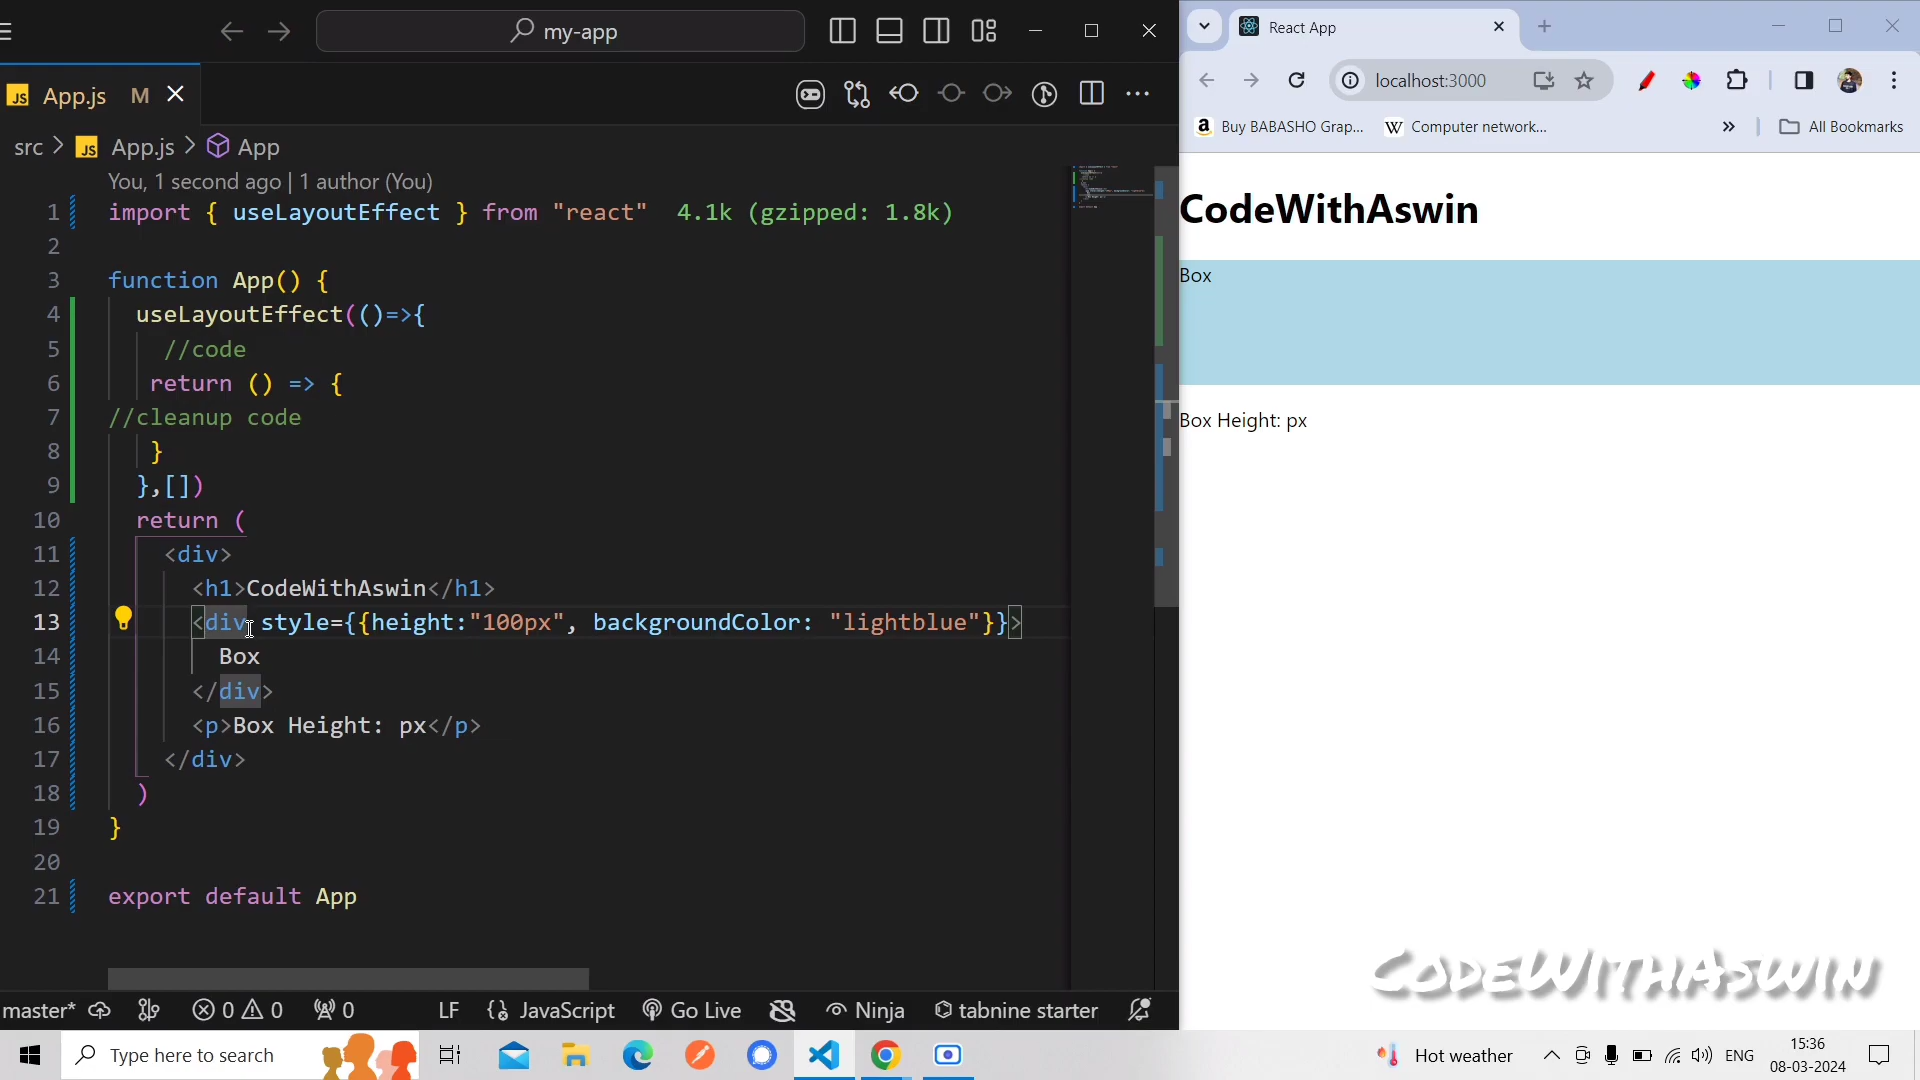 my-app
App.js M
src > App.js > App
You, 1 second ago | 1 author (You)
1 import { useLayoutEffect } from "react" 4.1k (gzipped: 1.8k)
2
3 function App() {
4 useLayoutEffect(()=>{
5 //code
6 return () => {
7 //cleanup code
8 }
9 },[])
10 return (
11 <div>
12 <h1>CodeWithAswin</h1>
13 <div style={{height:"100px", backgroundColor: "lightblue"}}>
14 Box
15 </div>
16 <p>Box Height: px</p>
17 </div>
18 )
19 }
20
21 export default App
master* 0 0 0 LF JavaScript Go Live Ninja tabnine starter
React App
localhost:3000
Buy BABASHO Grap... Computer network... » All Bookmarks
CodeWithAswin
Box
Box Height: px
CodeWithAswin
Type here to search
Hot weather ENG 15:36
08-03-2024